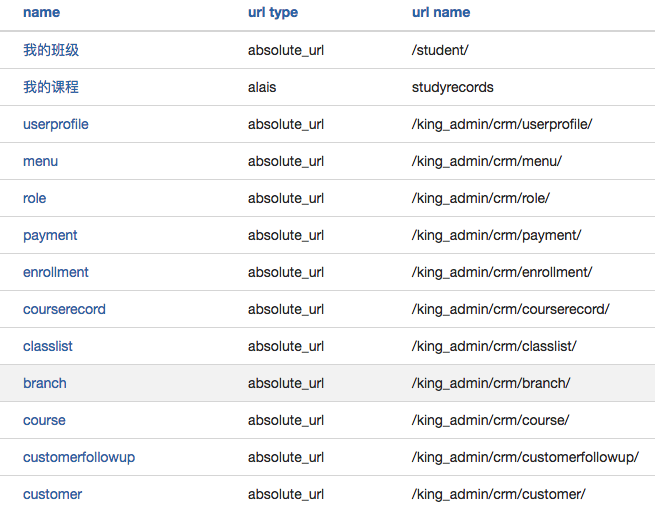 name url type url name
我的班级 absolute_url /student/
我的课程 alais studyrecords
userprofile absolute_url /king_admin/crm/userprofile/
menu absolute_url /king_admin/crm/menu/
role absolute_url /king_admin/crm/role/
payment absolute_url /king_admin/crm/payment/
enrollment absolute_url /king_admin/crm/enrollment/
courserecord absolute_url /king_admin/crm/courserecord/
classlist absolute_url /king_admin/crm/classlist/
branch absolute_url /king_admin/crm/branch/
course absolute_url /king_admin/crm/course/
customerfollowup absolute_url /king_admin/crm/customerfollowup/
customer absolute_url /king_admin/crm/customer/